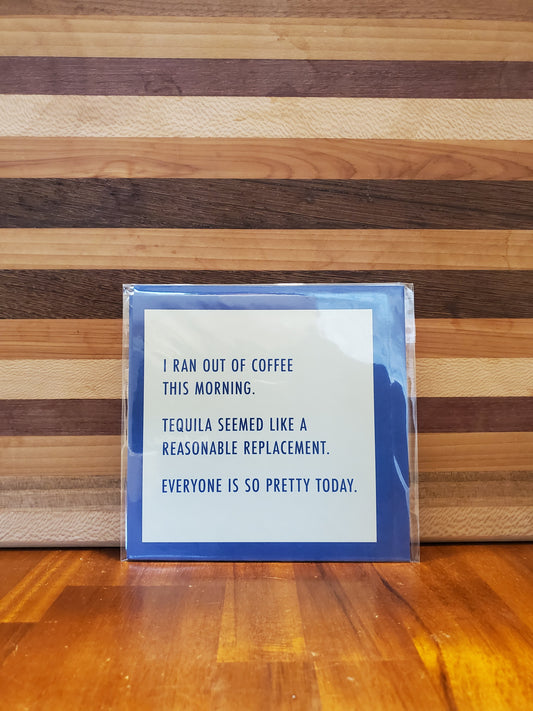 I RAN OUT OF COFFEE
THIS MORNING.
TEQUILA SEEMED LIKE A
REASONABLE REPLACEMENT.
EVERYONE IS SO PRETTY TODAY.